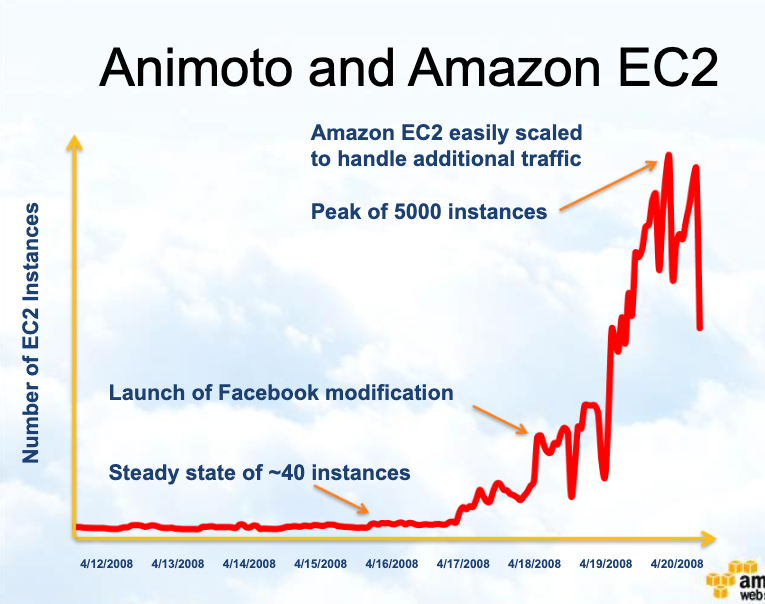 Animoto and Amazon EC2
Amazon EC2 easily scaled
to handle additional traffic
Peak of 5000 instances
Number of EC2 Instances
Launch of Facebook modification
Steady state of ~40 instances
4/12/2008 4/13/2008 4/14/2008 4/15/2008 4/16/2008 4/17/2008 4/18/2008 4/19/2008 4/20/2008
am
webs